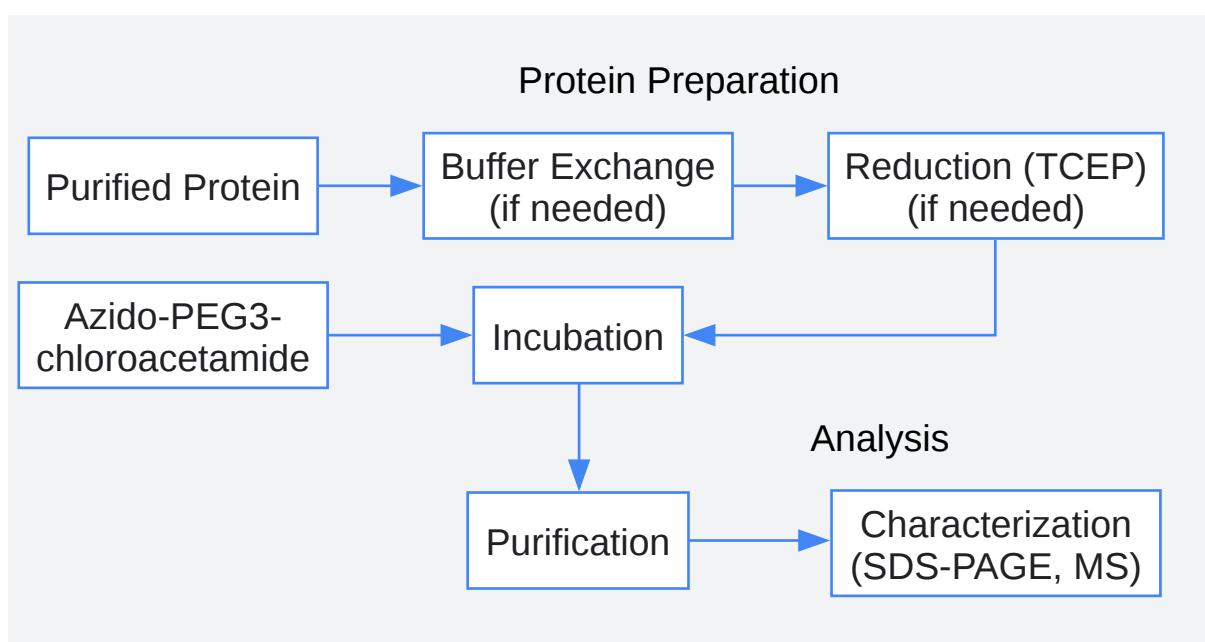 Protein Preparation
Purified Protein
Buffer Exchange
(if needed)
Reduction (TCEP)
(if needed)
Azido-PEG3-
chloroacetamide
Incubation
Analysis
Purification
Characterization
(SDS-PAGE, MS)